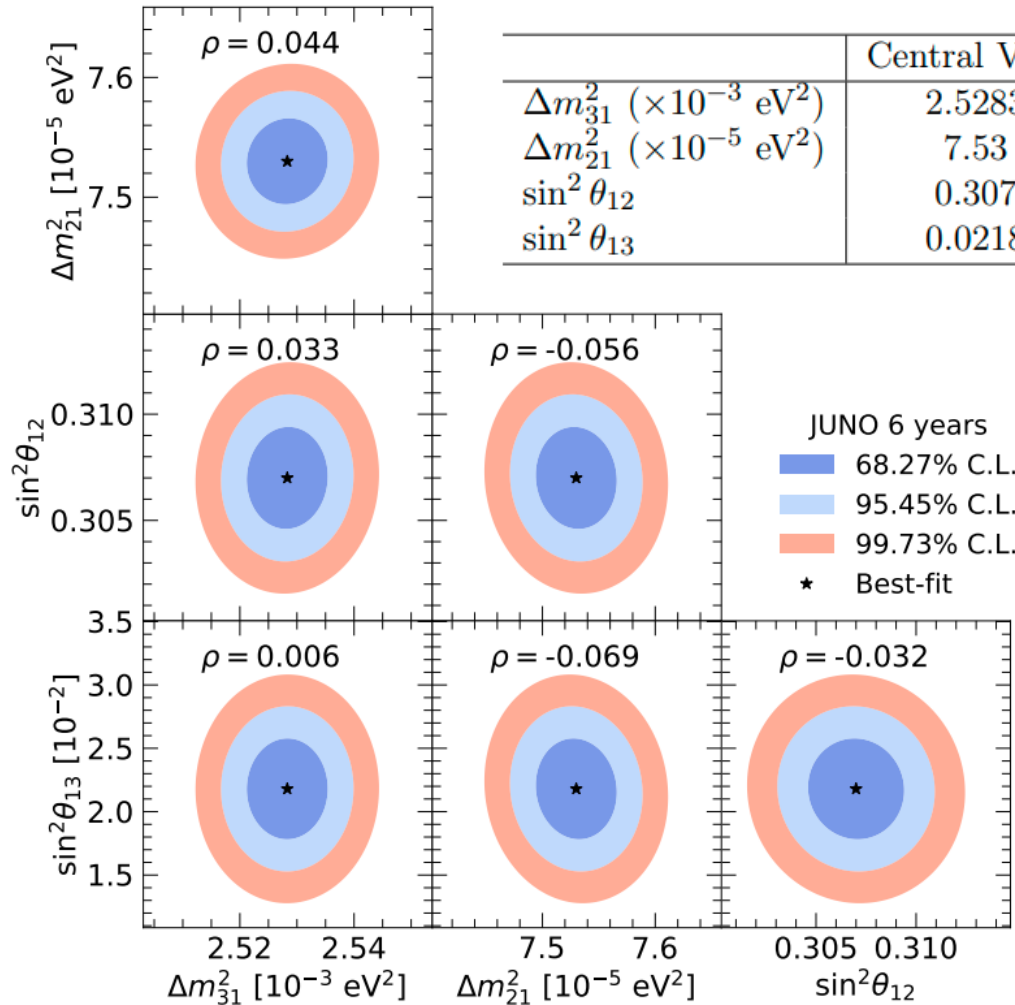 ρ = 0.044
Δm²₂₁ [10⁻⁵ eV²]
7.6
7.5
Central V
Δm²₃₁ (×10⁻³ eV²) 2.5283
Δm²₂₁ (×10⁻⁵ eV²) 7.53
sin² θ₁₂ 0.307
sin² θ₁₃ 0.0218
ρ = 0.033
ρ = -0.056
sin²θ₁₂
0.310
0.305
JUNO 6 years
68.27% C.L.
95.45% C.L.
99.73% C.L.
Best-fit
ρ = 0.006
ρ = -0.069
ρ = -0.032
sin²θ₁₃ [10⁻²]
3.5
3.0
2.5
2.0
1.5
2.52 2.54
7.5 7.6
0.305 0.310
Δm²₃₁ [10⁻³ eV²]
Δm²₂₁ [10⁻⁵ eV²]
sin²θ₁₂